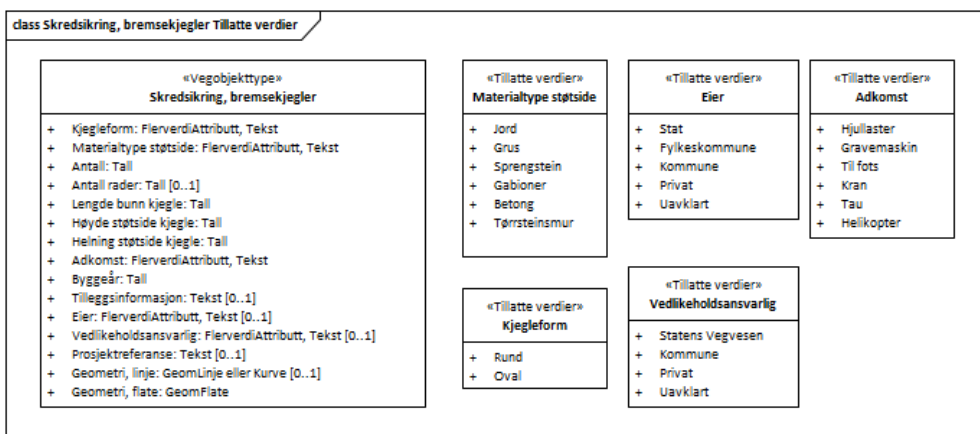 class Skredsikring, bremsekjegler Tillatte verdier
«Vegobjekttype»
Skredsikring, bremsekjegler
+ Kjegleform: FlerverdiAttributt, Tekst
+ Materialtype støtside: FlerverdiAttributt, Tekst
+ Antall: Tall
+ Antall rader: Tall [0..1]
+ Lengde bunn kjegle: Tall
+ Høyde støtside kjegle: Tall
+ Helning støtside kjegle: Tall
+ Adkomst: FlerverdiAttributt, Tekst
+ Byggeår: Tall
+ Tilleggsinformasjon: Tekst [0..1]
+ Eier: FlerverdiAttributt, Tekst [0..1]
+ Vedlikeholdsansvarlig: FlerverdiAttributt, Tekst [0..1]
+ Prosjektreferanse: Tekst [0..1]
+ Geometri, linje: GeomLinje eller Kurve [0..1]
+ Geometri, flate: GeomFlate
«Tillatte verdier»
Materialtype støtside
+ Jord
+ Grus
+ Sprengstein
+ Gabioner
+ Betong
+ Tørrsteinsmur
«Tillatte verdier»
Eier
+ Stat
+ Fylkeskommune
+ Kommune
+ Privat
+ Uavklart
«Tillatte verdier»
Adkomst
+ Hjullaster
+ Gravemaskin
+ Til fots
+ Kran
+ Tau
+ Helikopter
«Tillatte verdier»
Kjegleform
+ Rund
+ Oval
«Tillatte verdier»
Vedlikeholdsansvarlig
+ Statens Vegvesen
+ Kommune
+ Privat
+ Uavklart